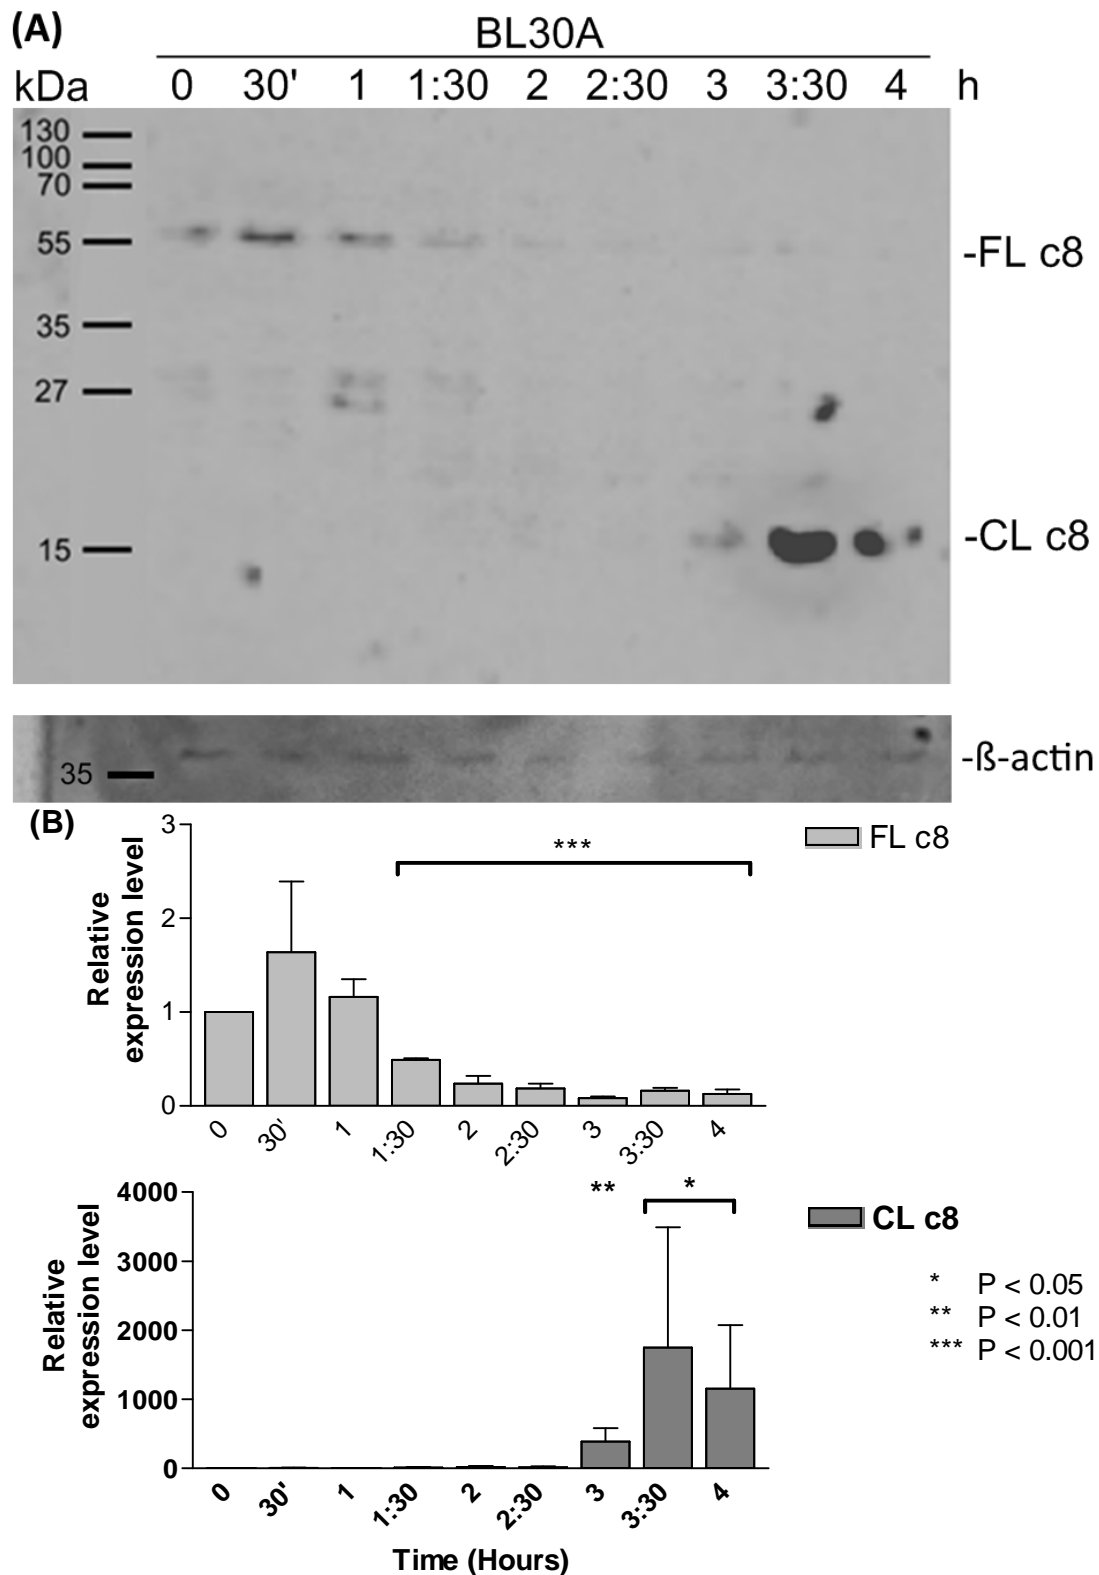 (A)
BL30A
kDa 0 30' 1 1:30 2 2:30 3 3:30 4 h
130
100
70
55 -FL c8
35
27
15 -CL c8
35 -ß-actin
(B)
Relative
expression level
3
2
1
0
***
FL c8
0 30' 1 1:30 2 2:30 3 3:30 4
Relative
expression level
4000
3000
2000
1000
0
** *
CL c8
* P < 0.05
** P < 0.01
*** P < 0.001
0 30' 1 1:30 2 2:30 3 3:30 4
Time (Hours)